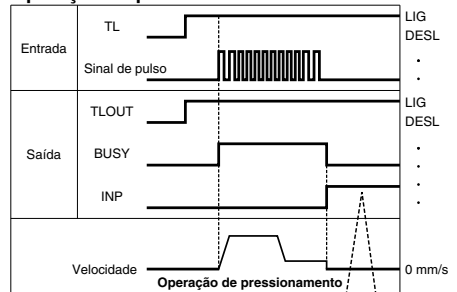 Entrada
TL
LIG
DESL
Sinal de pulso
Saída
TLOUT
LIG
DESL
BUSY
INP
Velocidade
0 mm/s
Operação de pressionamento